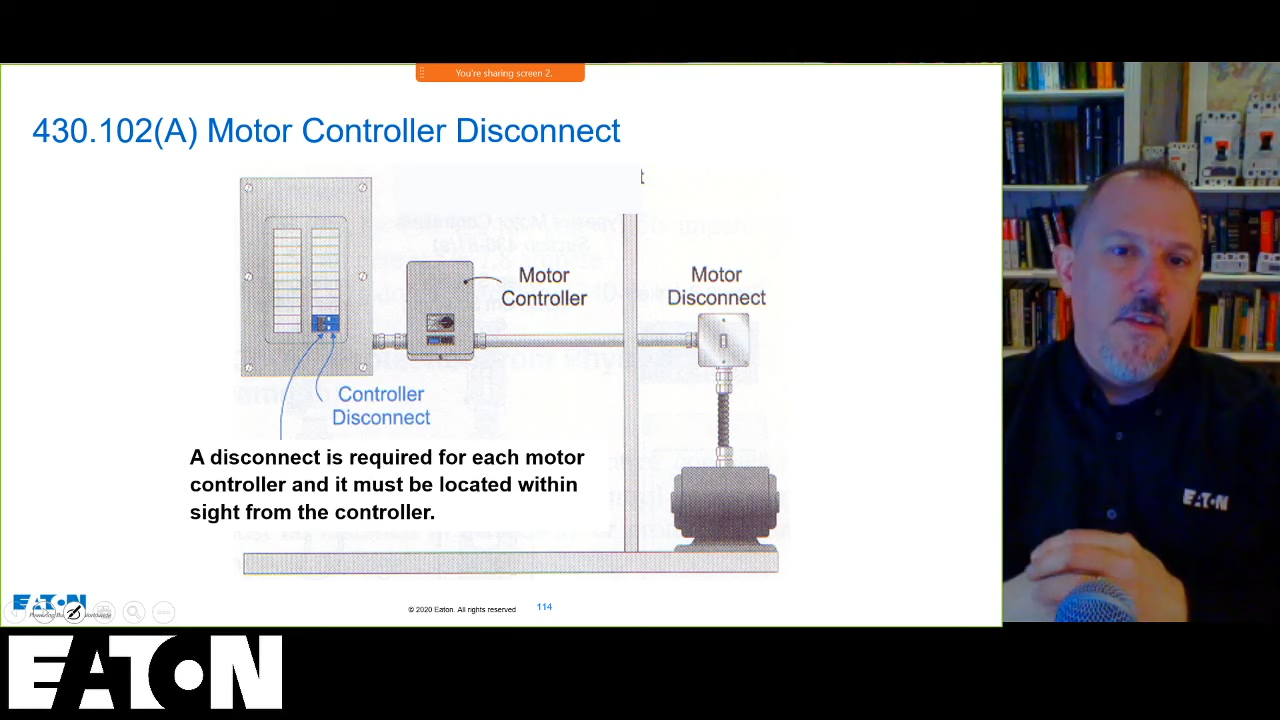 You're sharing screen 2.
430.102(A) Motor Controller Disconnect
Motor
Controller
Motor
Disconnect
Controller
Disconnect
A disconnect is required for each motor
controller and it must be located within
sight from the controller.
EATON
© 2020 Eaton. All rights reserved
114
EATON
EATON